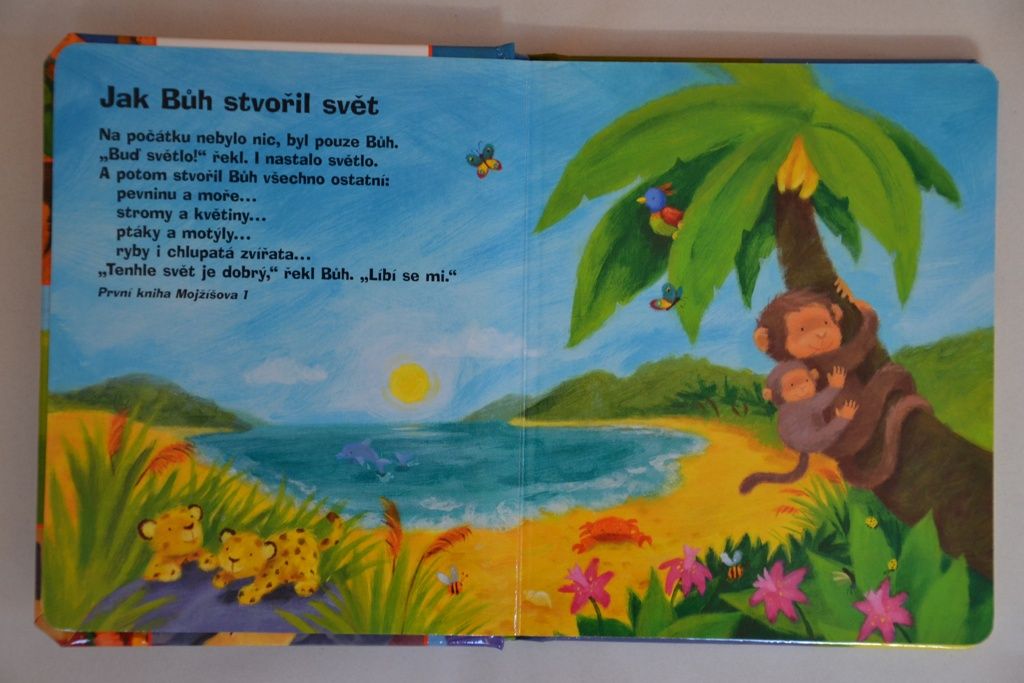 Jak Bůh stvořil svět
Na počátku nebylo nic, byl pouze Bůh.
„Buď světlo!“ řekl. I nastalo světlo.
A potom stvořil Bůh všechno ostatní:
pevninu a moře...
stromy a květiny...
ptáky a motýly...
ryby i chlupatá zvířata...
„Tenhle svět je dobrý,“ řekl Bůh. „Líbí se mi.“
První kniha Mojžíšova 1